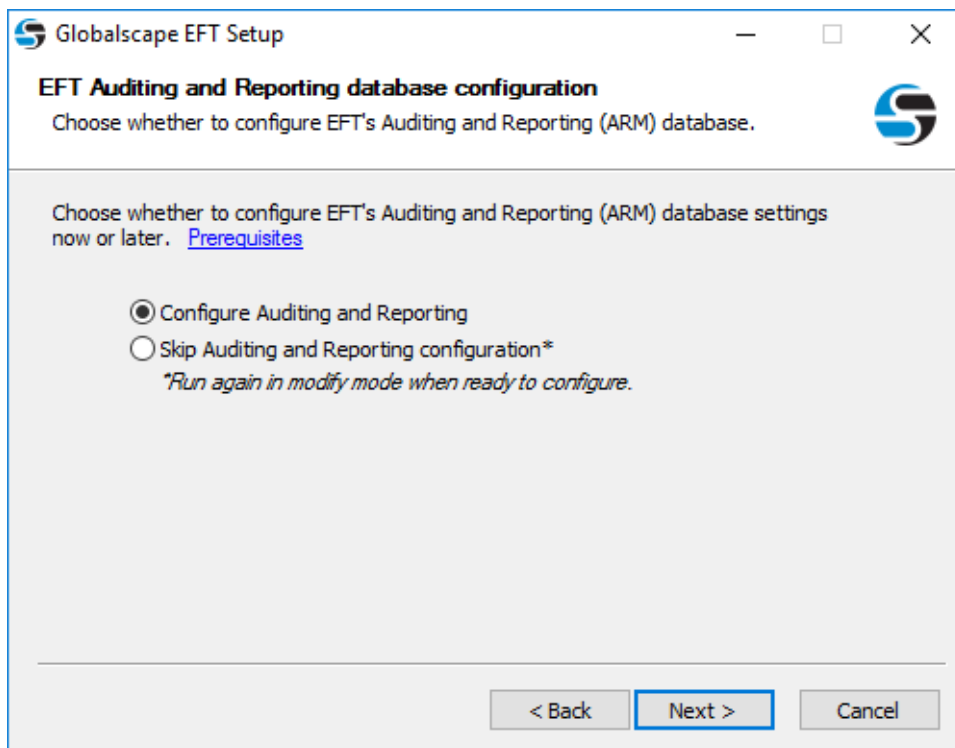 Globalscape EFT Setup
EFT Auditing and Reporting database configuration
Choose whether to configure EFT's Auditing and Reporting (ARM) database.
Choose whether to configure EFT's Auditing and Reporting (ARM) database settings
now or later. Prerequisites
Configure Auditing and Reporting
Skip Auditing and Reporting configuration*
*Run again in modify mode when ready to configure.
< Back Next > Cancel